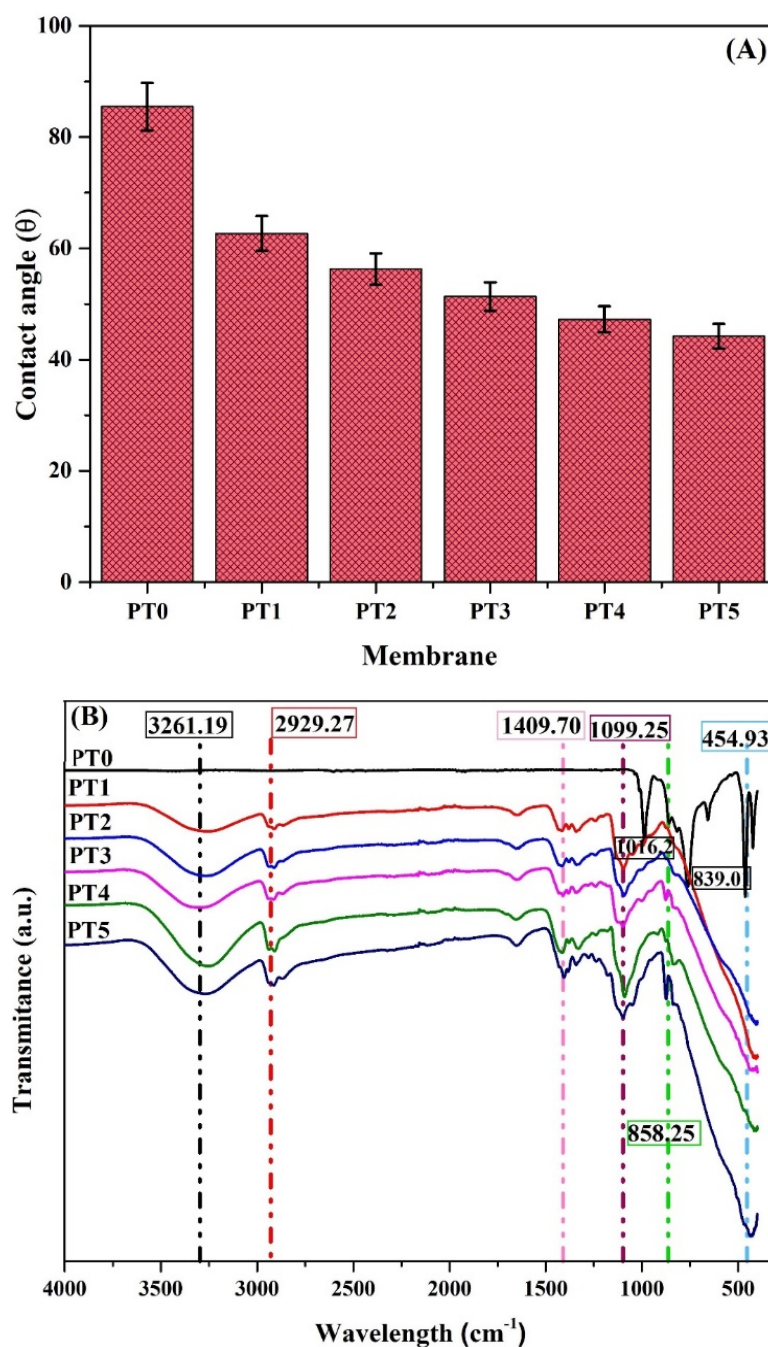 (A)
100
80
60
40
20
0
Contact angle (θ)
PT0 PT1 PT2 PT3 PT4 PT5
Membrane
(B)
3261.19 2929.27 1409.70 1099.25 454.93
PT0
PT1
PT2
PT3
PT4
PT5
1016.2
839.0
858.25
Transmitance (a.u.)
4000 3500 3000 2500 2000 1500 1000 500
Wavelength (cm⁻¹)